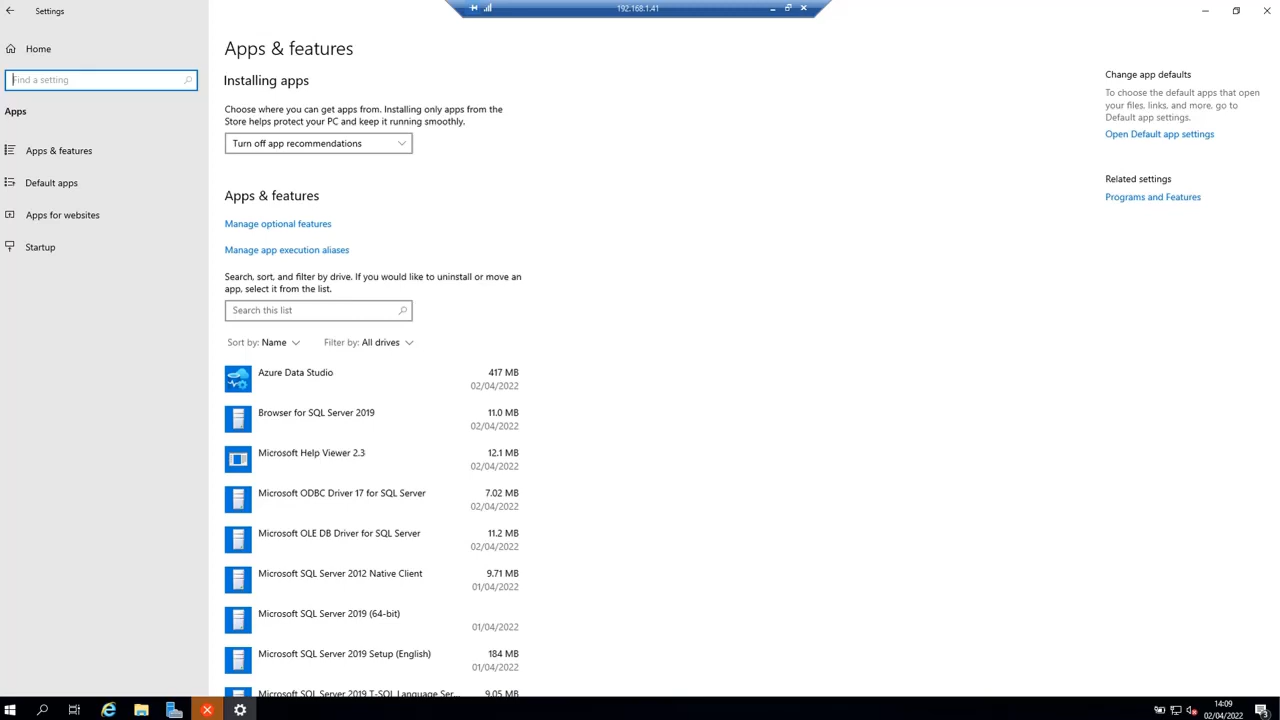 Settings
192.168.1.41
Home
Find a setting
Apps
Apps & features
Default apps
Apps for websites
Startup
Apps & features
Installing apps
Choose where you can get apps from. Installing only apps from the
Store helps protect your PC and keep it running smoothly.
Turn off app recommendations
Apps & features
Manage optional features
Manage app execution aliases
Search, sort, and filter by drive. If you would like to uninstall or move an
app, select it from the list.
Search this list
Sort by: Name
Filter by: All drives
Azure Data Studio
417 MB
02/04/2022
Browser for SQL Server 2019
11.0 MB
02/04/2022
Microsoft Help Viewer 2.3
12.1 MB
02/04/2022
Microsoft ODBC Driver 17 for SQL Server
7.02 MB
02/04/2022
Microsoft OLE DB Driver for SQL Server
11.2 MB
02/04/2022
Microsoft SQL Server 2012 Native Client
9.71 MB
01/04/2022
Microsoft SQL Server 2019 (64-bit)
01/04/2022
Microsoft SQL Server 2019 Setup (English)
184 MB
01/04/2022
Microsoft SQL Server 2019 T-SQL Language Ser...
9.05 MB
Change app defaults
To choose the default apps that open
your files, links, and more, go to
Default app settings.
Open Default app settings
Related settings
Programs and Features
14:09
02/04/2022
3